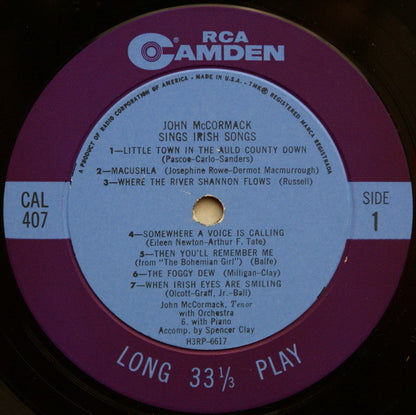 RCA
CAMDEN
A PRODUCT OF RADIO CORPORATION OF AMERICA. • MADE IN U.S.A. - TMK® REGISTERED MARCA REGISTRADA
JOHN McCORMACK
SINGS IRISH SONGS
1—LITTLE TOWN IN THE AULD COUNTY DOWN
(Pascoe-Carlo-Sanders)
2—MACUSHLA (Josephine Rowe-Dermot Macmurrough)
3—WHERE THE RIVER SHANNON FLOWS (Russell)
CAL
407
SIDE
1
4—SOMEWHERE A VOICE IS CALLING
(Eileen Newton-Arthur F. Tate)
5—THEN YOU'LL REMEMBER ME
(from "The Bohemian Girl") (Balfe)
6—THE FOGGY DEW (Milligan-Clay)
7—WHEN IRISH EYES ARE SMILING
(Olcott-Graff, Jr.-Ball)
John McCormack, Tenor
with Orchestra
6. with Piano
Accomp. by Spencer Clay
H3RP-6617
LONG 33⅓ PLAY